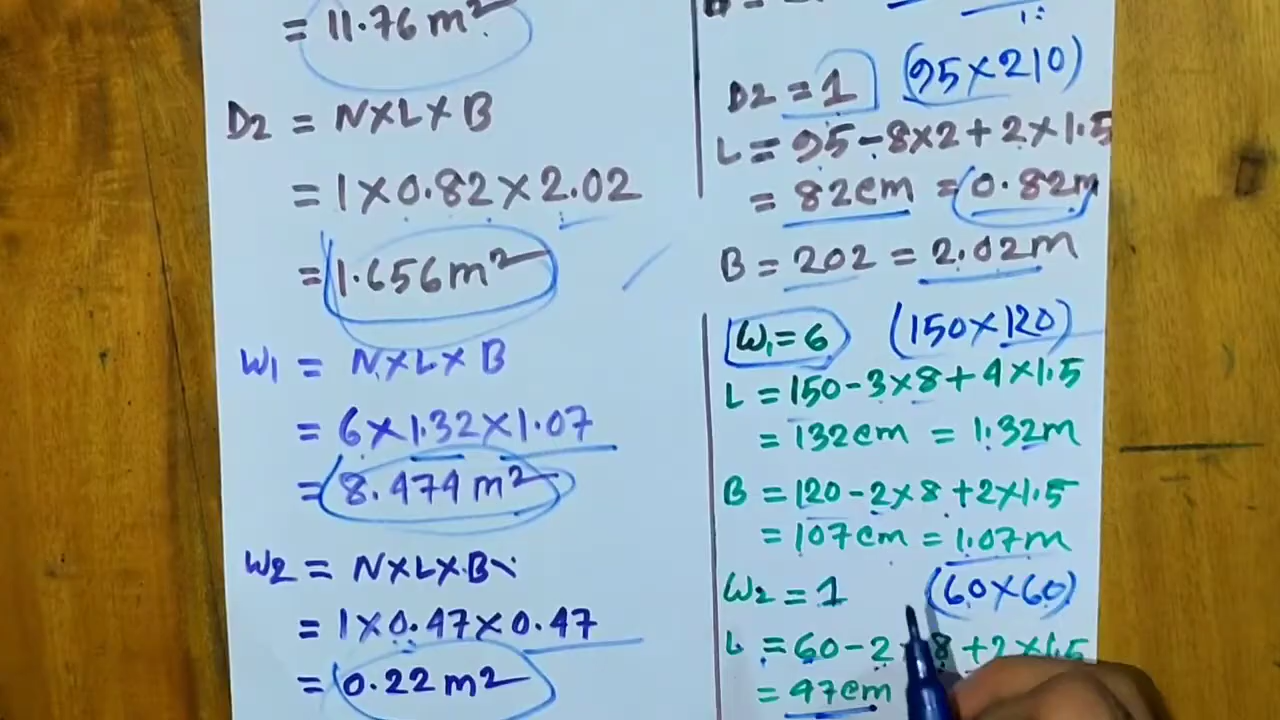 = 11.76 m²
D2 = N×L×B
= 1×0.82×2.02
= 1.656m²
W1 = N×L×B
= 6×1.32×1.07
= 8.474 m²
W2 = N×L×B
= 1×0.47×0.47
= 0.22 m²
D2 = 1 (95×210)
L = 95-8×2+2×1.5
= 82cm = 0.82m
B = 202 = 2.02m
W1=6 (150×120)
L = 150-3×8+4×1.5
= 132cm = 1.32m
B = 120-2×8+2×1.5
= 107cm = 1.07m
W2 = 1 (60×60)
L = 60-2 8+2×1.5
= 47cm